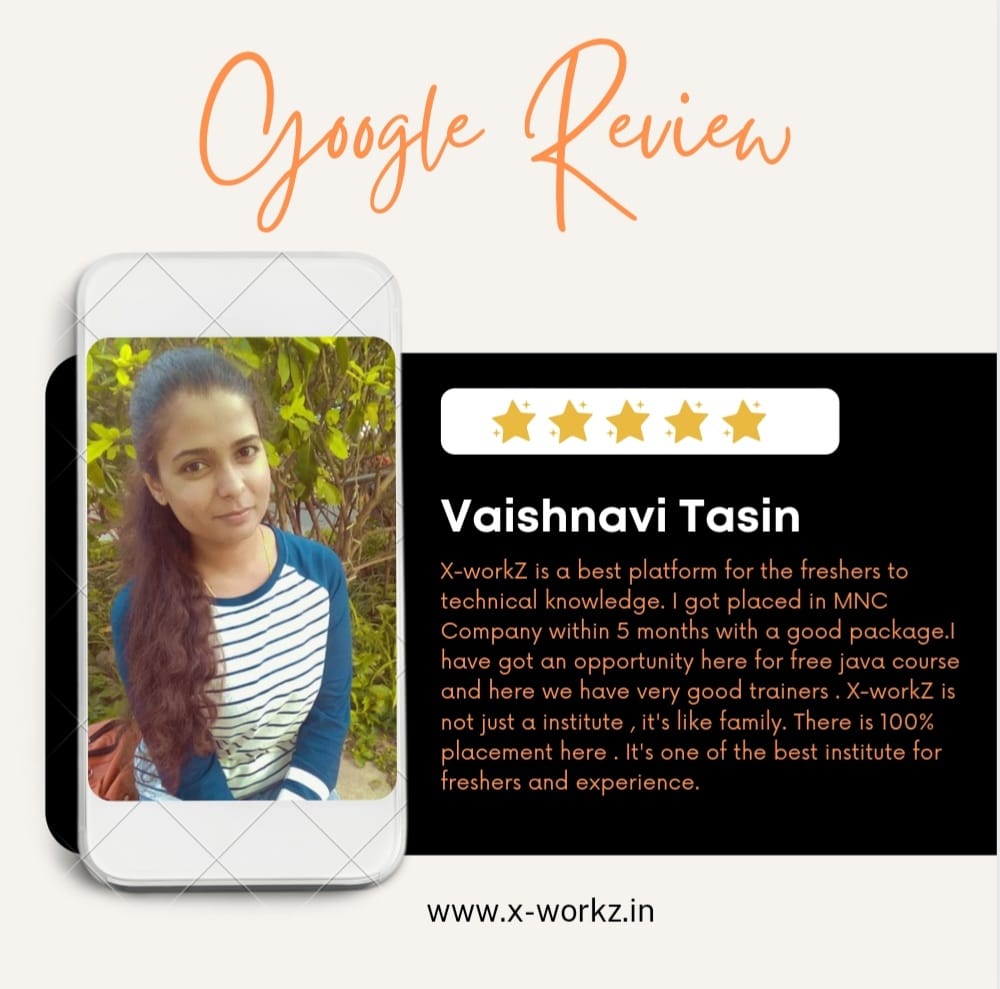 Google Review
Vaishnavi Tasin
X-workZ is a best platform for the freshers to
technical knowledge. I got placed in MNC
Company within 5 months with a good package.I
have got an opportunity here for free java course
and here we have very good trainers . X-workZ is
not just a institute , it's like family. There is 100%
placement here . It's one of the best institute for
freshers and experience.
www.x-workz.in